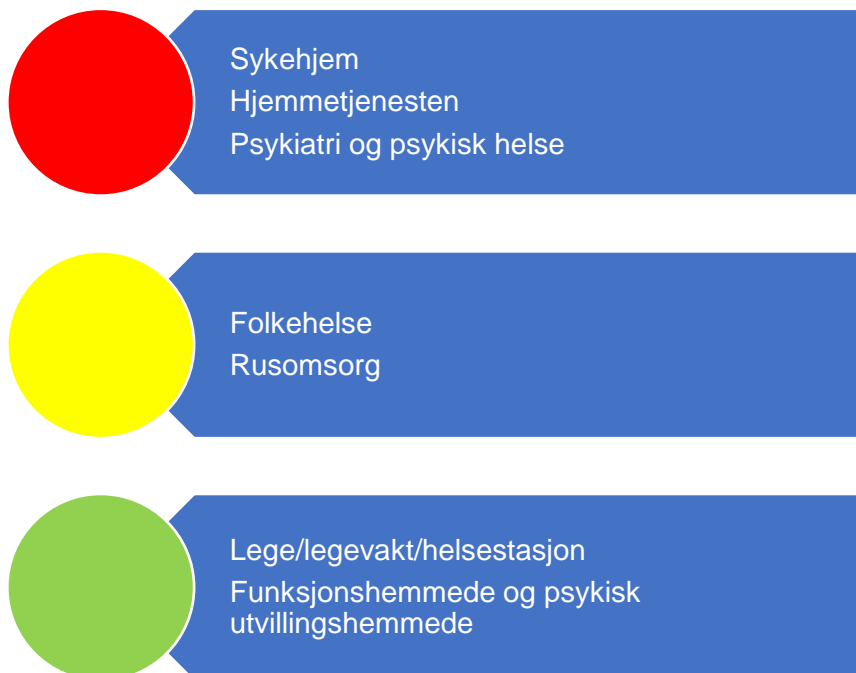 Sykehjem
Hjemmetjenesten
Psykiatri og psykisk helse
Folkehelse
Rusomsorg
Lege/legevakt/helsestasjon
Funksjonshemmede og psykisk
utvillingshemmede